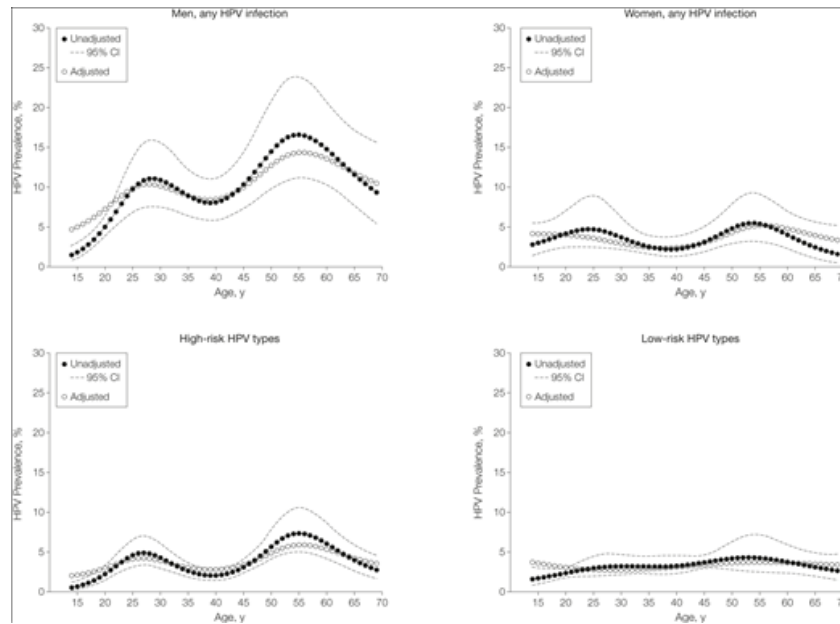 Men, any HPV infection
Unadjusted
95% CI
Adjusted
HPV Prevalence, %
30
25
20
15
10
5
0
15 20 25 30 35 40 45 50 55 60 65 70
Age, y
Women, any HPV infection
Unadjusted
95% CI
Adjusted
HPV Prevalence, %
30
25
20
15
10
5
0
15 20 25 30 35 40 45 50 55 60 65 70
Age, y
High-risk HPV types
Unadjusted
95% CI
Adjusted
HPV Prevalence, %
30
25
20
15
10
5
0
15 20 25 30 35 40 45 50 55 60 65 70
Age, y
Low-risk HPV types
Unadjusted
95% CI
Adjusted
HPV Prevalence, %
30
25
20
15
10
5
0
15 20 25 30 35 40 45 50 55 60 65 70
Age, y